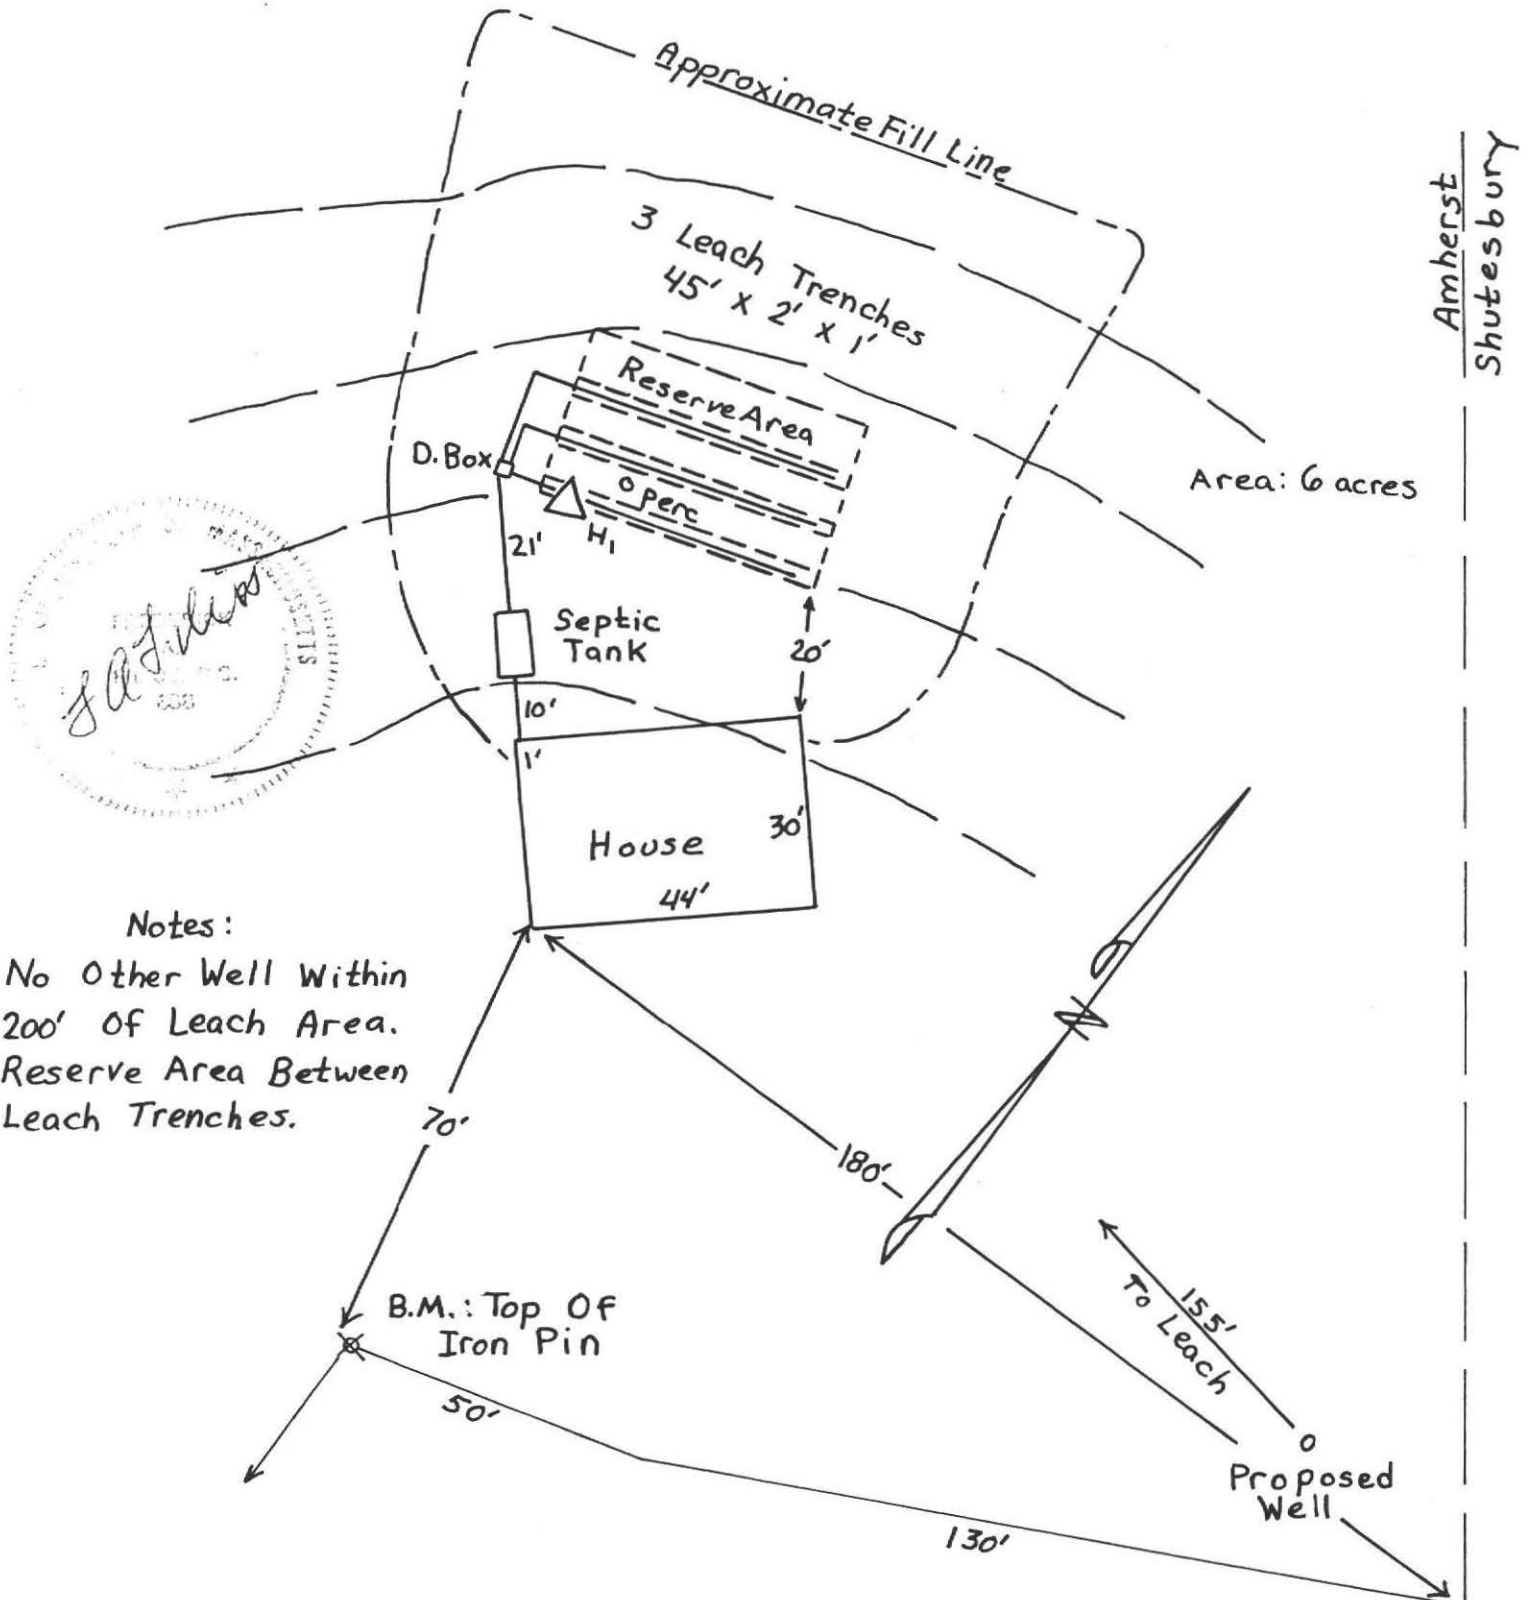 Approximate Fill Line
3 Leach Trenches
45' x 2' x 1'
Amherst
Shutesbury
Reserve Area
D. Box
o perc
H1
21'
Area: 6 acres
Septic
Tank
20'
10'
1'
House
30'
44'
Notes:
No Other Well Within
200' Of Leach Area.
Reserve Area Between
Leach Trenches.
N
70'
180'
B.M.: Top Of
Iron Pin
155'
To Leach
50'
Proposed
Well
130'